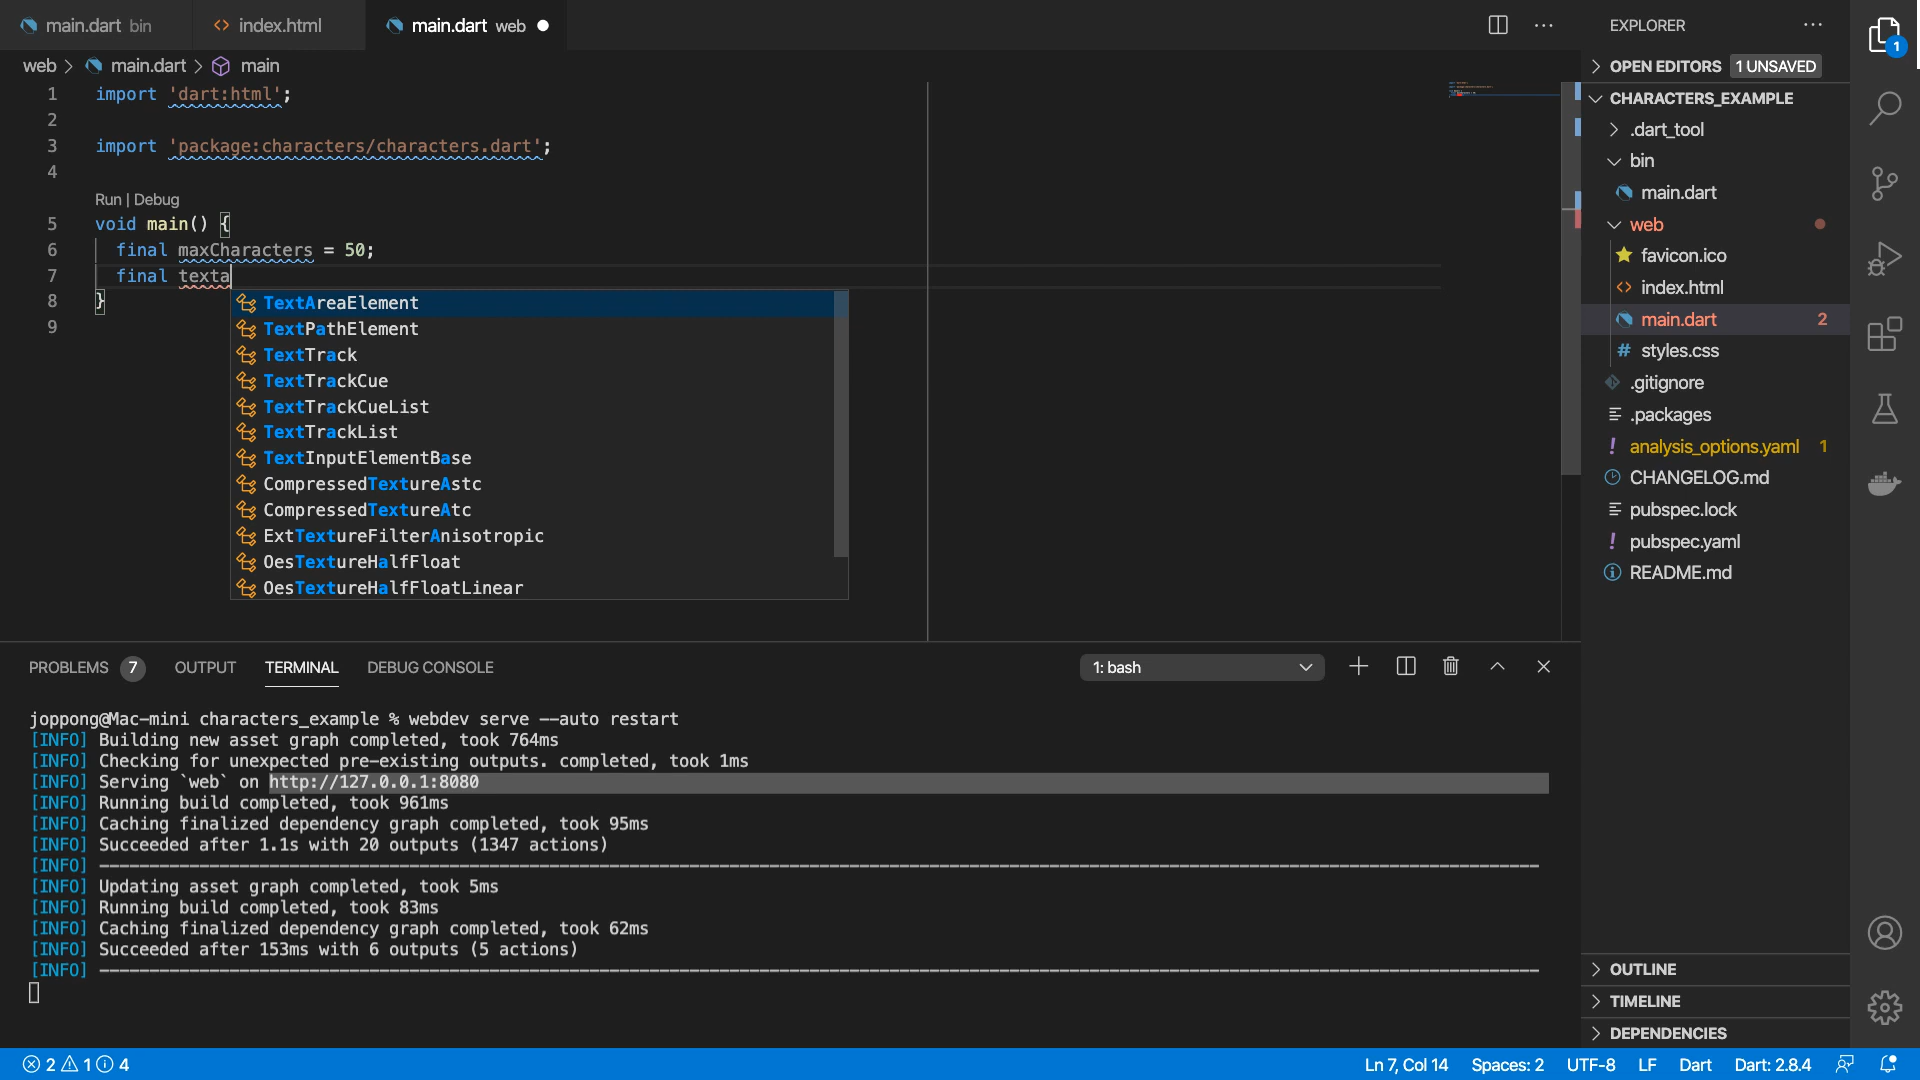 main.dart bin
index.html
main.dart web
web > main.dart > main
1 import 'dart:html';
2
3 import 'package:characters/characters.dart';
4
Run | Debug
5 void main() {
6 final maxCharacters = 50;
7 final texta
8 }
9
TextAreaElement
TextPathElement
TextTrack
TextTrackCue
TextTrackCueList
TextTrackList
TextInputElementBase
CompressedTextureAstc
CompressedTextureAtc
ExtTextureFilterAnisotropic
OesTextureHalfFloat
OesTextureHalfFloatLinear
PROBLEMS 7 OUTPUT TERMINAL DEBUG CONSOLE
1: bash
joppong@Mac-mini characters_example % webdev serve --auto restart
[INFO] Building new asset graph completed, took 764ms
[INFO] Checking for unexpected pre-existing outputs. completed, took 1ms
[INFO] Serving `web` on http://127.0.0.1:8080
[INFO] Running build completed, took 961ms
[INFO] Caching finalized dependency graph completed, took 95ms
[INFO] Succeeded after 1.1s with 20 outputs (1347 actions)
[INFO] ------------------------------------------------------------------------------------------------------------------------------------------------
[INFO] Updating asset graph completed, took 5ms
[INFO] Running build completed, took 83ms
[INFO] Caching finalized dependency graph completed, took 62ms
[INFO] Succeeded after 153ms with 6 outputs (5 actions)
[INFO] ------------------------------------------------------------------------------------------------------------------------------------------------
EXPLORER
OPEN EDITORS 1 UNSAVED
CHARACTERS_EXAMPLE
.dart_tool
bin
main.dart
web
favicon.ico
index.html
main.dart 2
styles.css
.gitignore
.packages
analysis_options.yaml 1
CHANGELOG.md
pubspec.lock
pubspec.yaml
README.md
OUTLINE
TIMELINE
DEPENDENCIES
1
2 1 4
Ln 7, Col 14 Spaces: 2 UTF-8 LF Dart Dart: 2.8.4